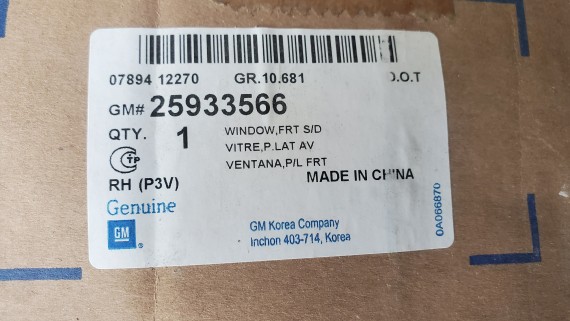 07894 12270 GR.10.681 D.O.T
GM# 25933566
QTY. 1
WINDOW,FRT S/D
VITRE,P.LAT AV
VENTANA,P/L FRT
CTP
RH (P3V)
MADE IN CHINA
Genuine
GM
GM Korea Company
Inchon 403-714, Korea
0A066870